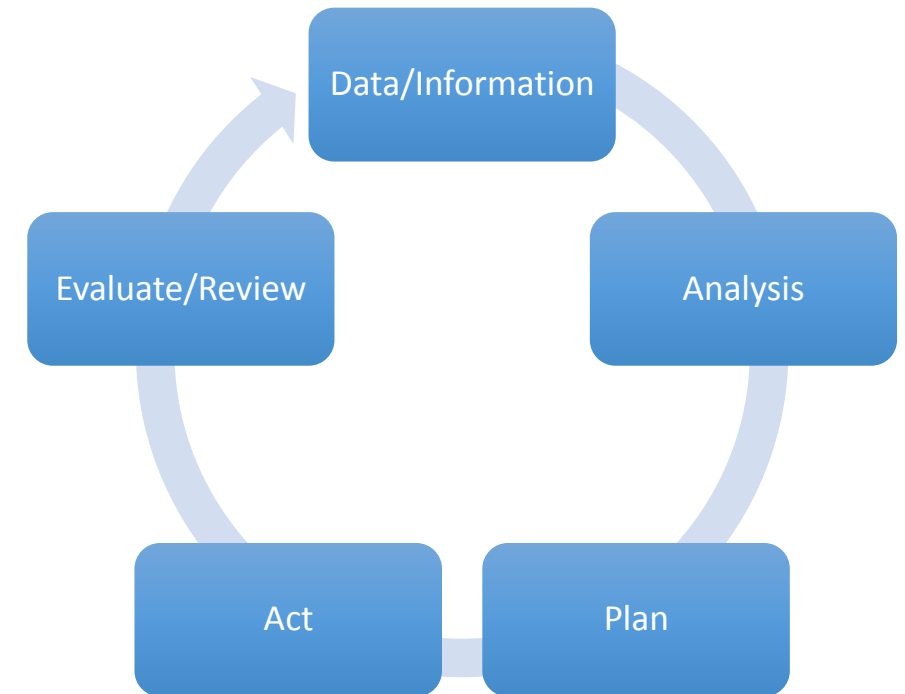 Data/Information
Analysis
Plan
Act
Evaluate/Review